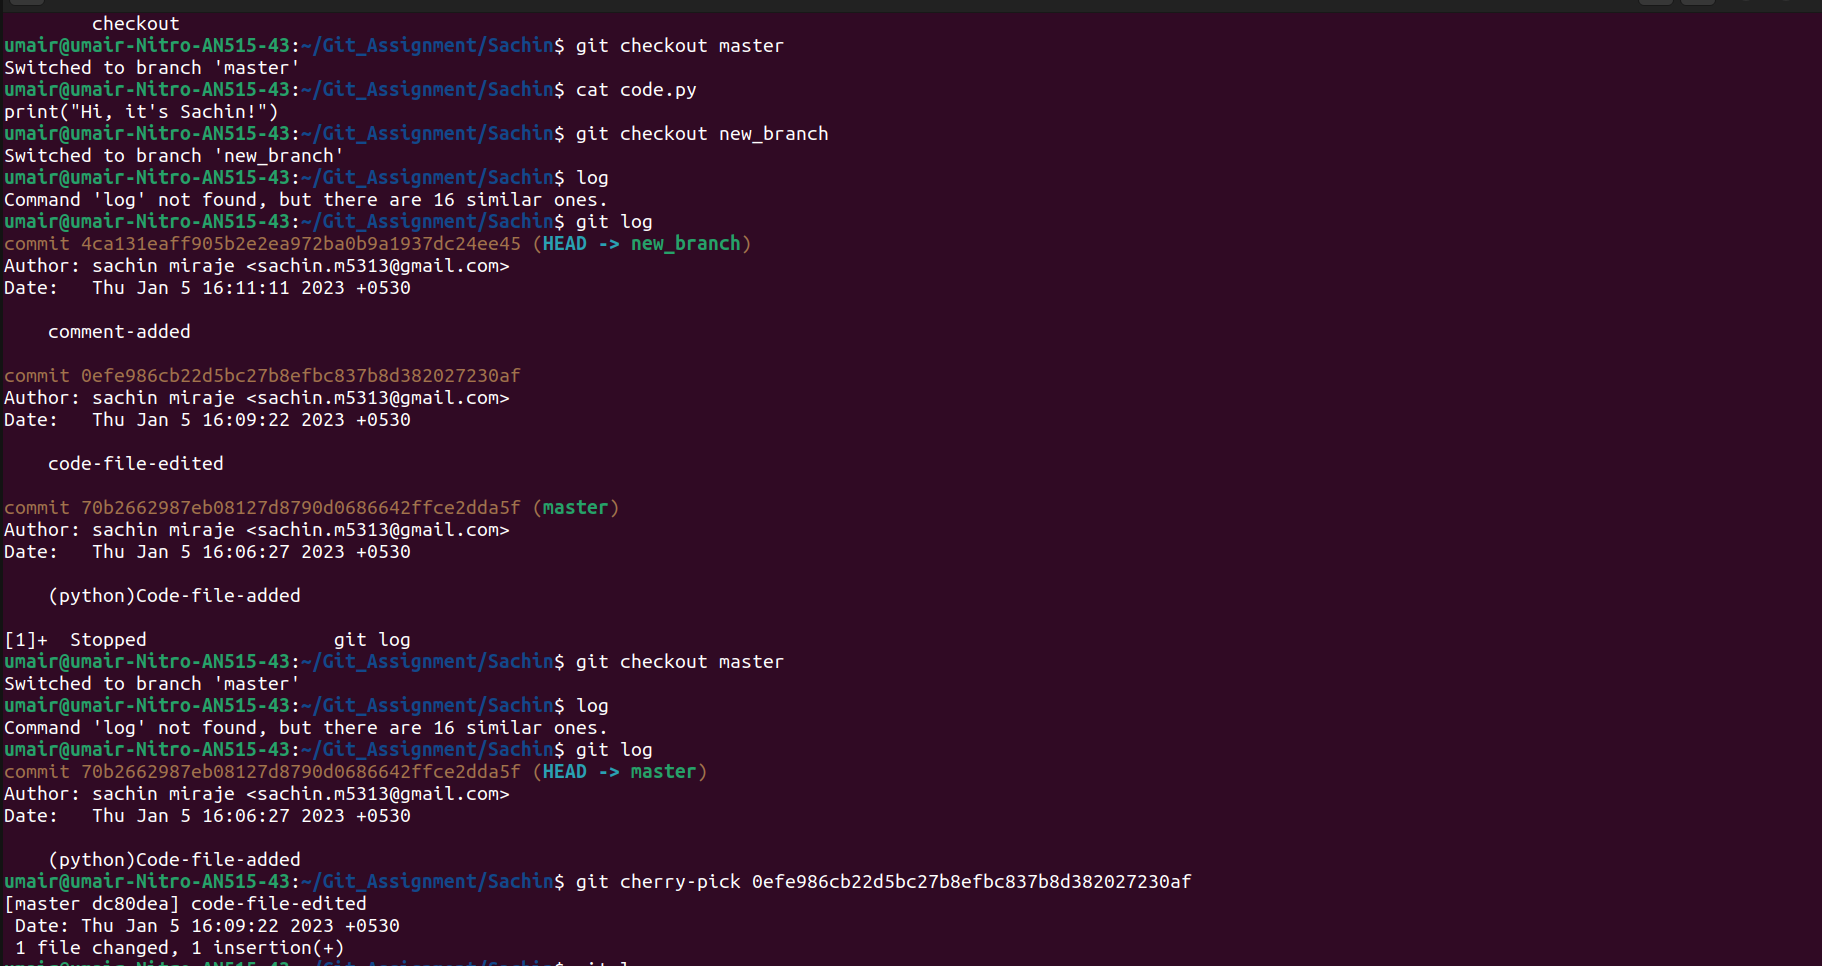 checkout
umair@umair-Nitro-AN515-43:~/Git_Assignment/Sachin$ git checkout master
Switched to branch 'master'
umair@umair-Nitro-AN515-43:~/Git_Assignment/Sachin$ cat code.py
print("Hi, it's Sachin!")
umair@umair-Nitro-AN515-43:~/Git_Assignment/Sachin$ git checkout new_branch
Switched to branch 'new_branch'
umair@umair-Nitro-AN515-43:~/Git_Assignment/Sachin$ log
Command 'log' not found, but there are 16 similar ones.
umair@umair-Nitro-AN515-43:~/Git_Assignment/Sachin$ git log
commit 4ca131eaff905b2e2ea972ba0b9a1937dc24ee45 (HEAD -> new_branch)
Author: sachin miraje <sachin.m5313@gmail.com>
Date:   Thu Jan 5 16:11:11 2023 +0530

    comment-added

commit 0efe986cb22d5bc27b8efbc837b8d382027230af
Author: sachin miraje <sachin.m5313@gmail.com>
Date:   Thu Jan 5 16:09:22 2023 +0530

    code-file-edited

commit 70b2662987eb08127d8790d0686642ffce2dda5f (master)
Author: sachin miraje <sachin.m5313@gmail.com>
Date:   Thu Jan 5 16:06:27 2023 +0530

    (python)Code-file-added

[1]+  Stopped                 git log
umair@umair-Nitro-AN515-43:~/Git_Assignment/Sachin$ git checkout master
Switched to branch 'master'
umair@umair-Nitro-AN515-43:~/Git_Assignment/Sachin$ log
Command 'log' not found, but there are 16 similar ones.
umair@umair-Nitro-AN515-43:~/Git_Assignment/Sachin$ git log
commit 70b2662987eb08127d8790d0686642ffce2dda5f (HEAD -> master)
Author: sachin miraje <sachin.m5313@gmail.com>
Date:   Thu Jan 5 16:06:27 2023 +0530

    (python)Code-file-added
umair@umair-Nitro-AN515-43:~/Git_Assignment/Sachin$ git cherry-pick 0efe986cb22d5bc27b8efbc837b8d382027230af
[master dc80dea] code-file-edited
 Date: Thu Jan 5 16:09:22 2023 +0530
 1 file changed, 1 insertion(+)